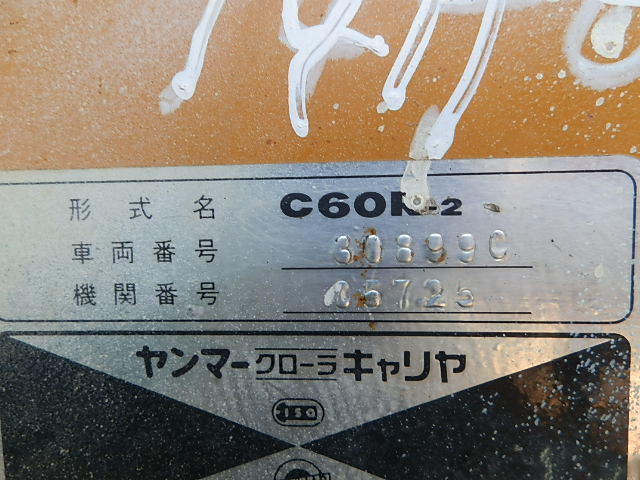 形式名 C60R-2
車両番号 30899C
機関番号 05725
ヤンマークローラキャリヤ